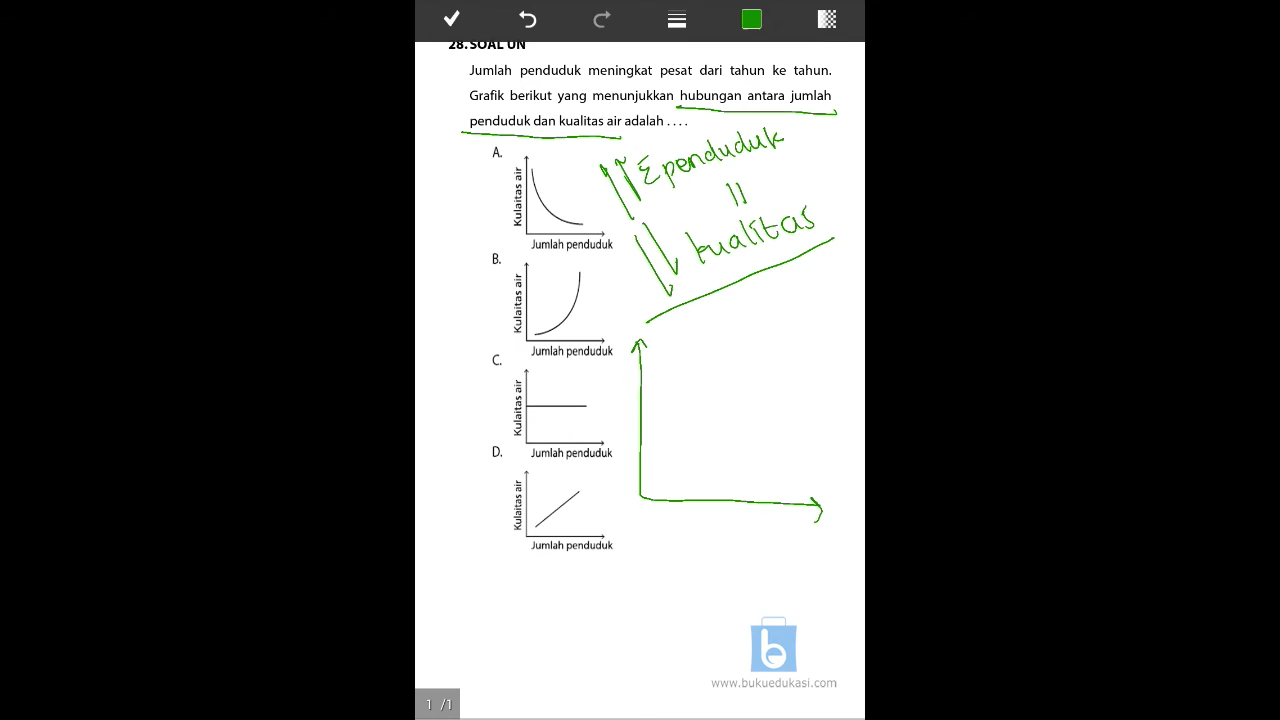 28. SOAL UN
Jumlah penduduk meningkat pesat dari tahun ke tahun.
Grafik berikut yang menunjukkan hubungan antara jumlah
penduduk dan kualitas air adalah . . . .
A.
Kulaitas air
Jumlah penduduk
B.
Kulaitas air
Jumlah penduduk
C.
Kulaitas air
Jumlah penduduk
D.
Kulaitas air
Jumlah penduduk
Σ penduduk
=
kualitas
b
www.bukuedukasi.com
1 /1